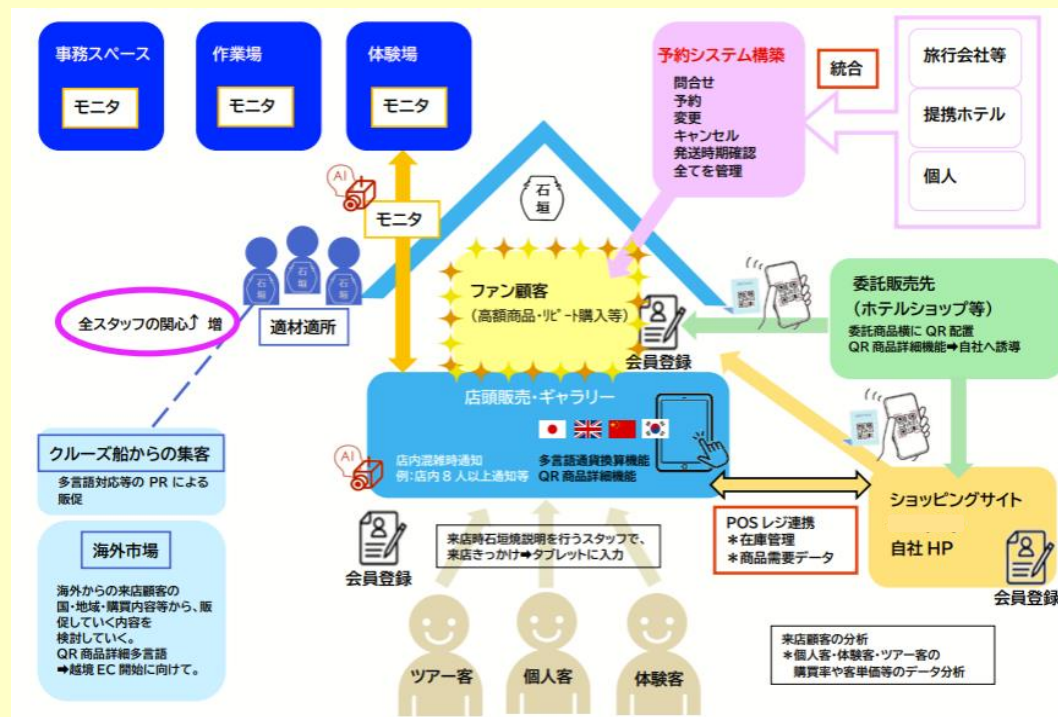 事務スペース
モニタ
作業場
モニタ
体験場
モニタ
AI
モニタ
石
垣
予約システム構築
問合せ
予約
変更
キャンセル
発送時期確認
全てを管理
統合
旅行会社等
提携ホテル
個人
石
垣
石
垣
石
垣
適材適所
全スタッフの関心⤴増
ファン顧客
(高額商品・リピート購入等)
会員登録
委託販売先
(ホテルショップ等)
委託商品横に QR 配置
QR 商品詳細機能➡自社へ誘導
店頭販売・ギャラリー
AI
店内混雑時通知
例:店内 8 人以上通知等
多言語通貨換算機能
QR 商品詳細機能
クルーズ船からの集客
多言語対応等の PR による
販促
海外市場
海外からの来店顧客の
国・地域・購買内容等から、販
促していく内容を
検討していく。
QR 商品詳細多言語
➡越境 EC 開始に向けて。
会員登録
来店時石垣焼説明を行うスタッフで、
来店きっかけ➡タブレットに入力
POS レジ連携
＊在庫管理
＊商品需要データ
ショッピングサイト
自社 HP
会員登録
来店顧客の分析
＊個人客・体験客・ツアー客の
購買率や客単価等のデータ分析
ツアー客
個人客
体験客